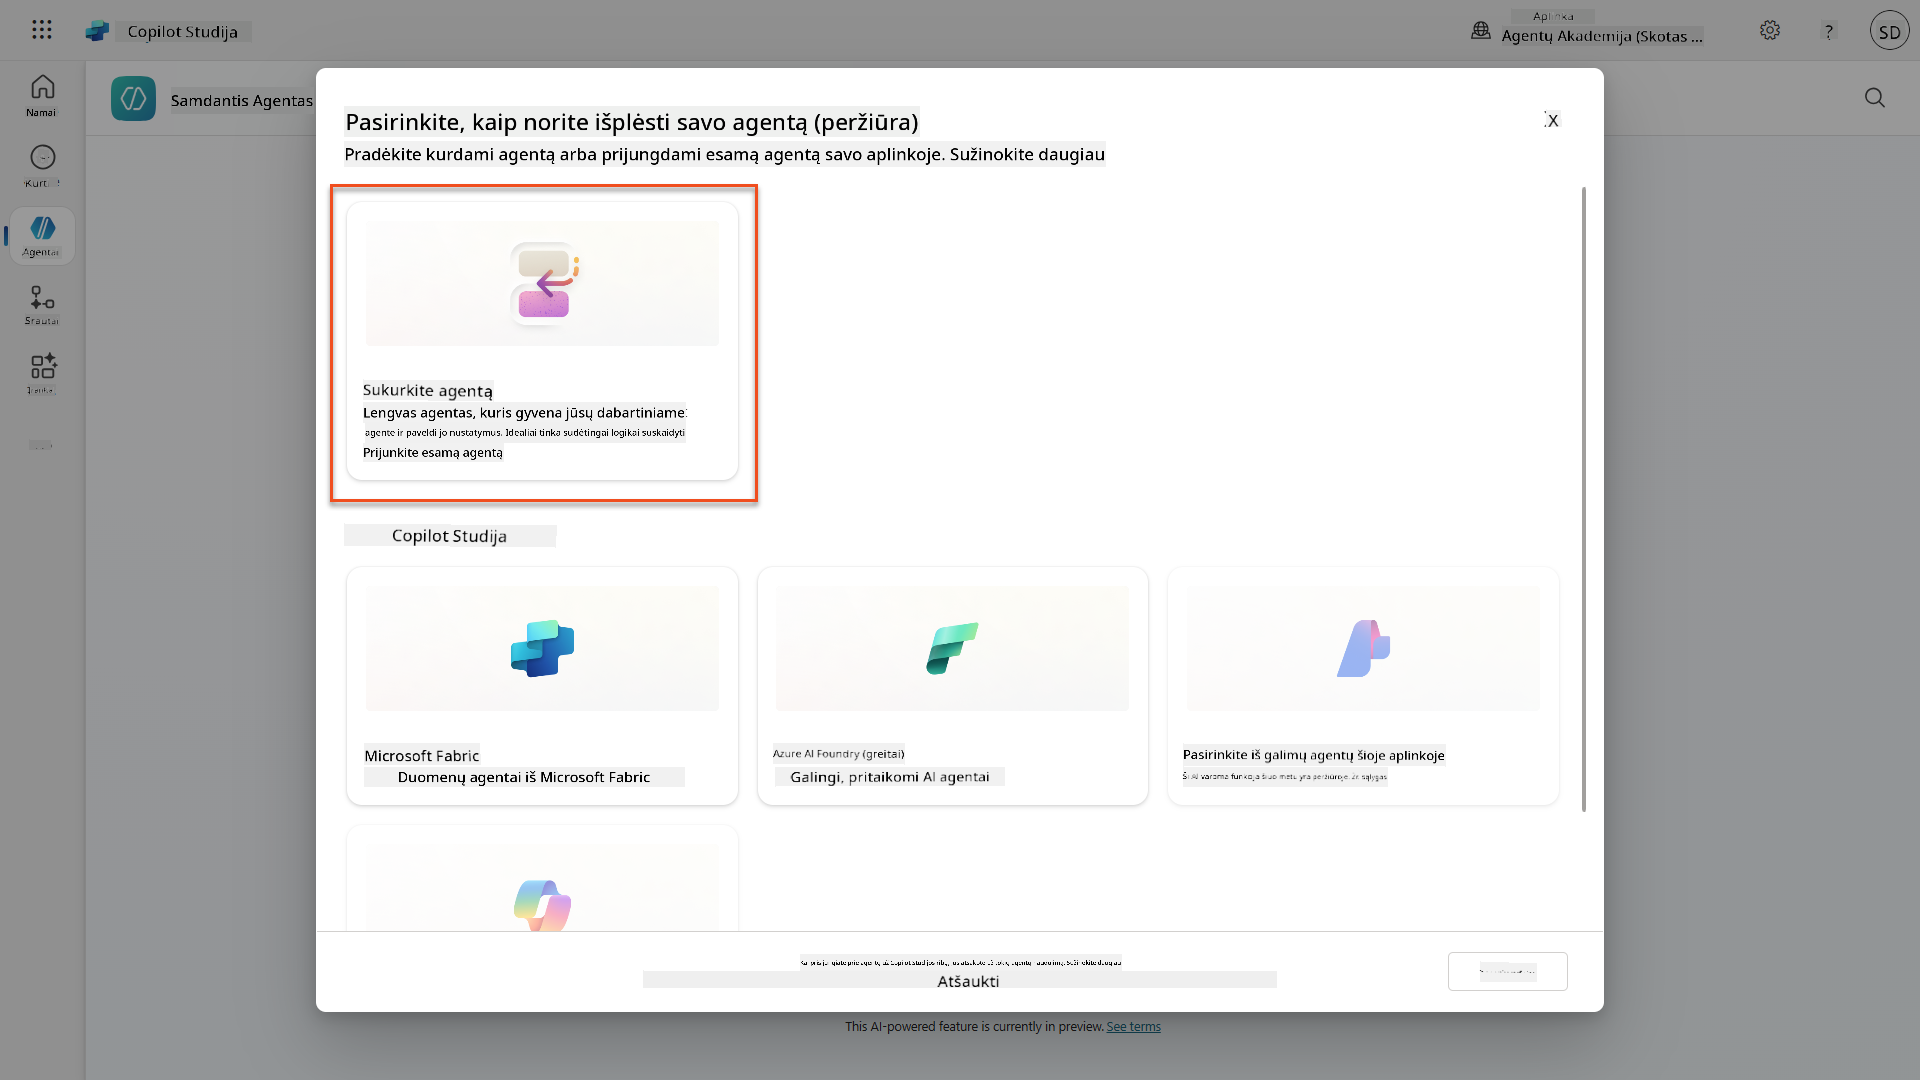 Copilot Studija
Aplinka
Agentų Akademija (Skotas ...
?
SD
Namai
Samdantis Agentas
Agentai
Srautai
Pasirinkite, kaip norite išplėsti savo agentą (peržiūra)
X
Pradėkite kurdami agentą arba prijungdami esamą agentą savo aplinkoje. Sužinokite daugiau
Sukurkite agentą
Lengvas agentas, kuris gyvena jūsų dabartiniame
agente ir paveldi jo nustatymus. Idealiai tinka sudėtingai logikai suskaidyti
Prijunkite esamą agentą
Copilot Studija
Microsoft Fabric
Duomenų agentai iš Microsoft Fabric
Azure AI Foundry (greitai)
Galingi, pritaikomi AI agentai
Pasirinkite iš galimų agentų šioje aplinkoje
Ši AI varoma funkcija šiuo metu yra peržiūroje. Žr. sąlygas
Atšaukti
This AI-powered feature is currently in preview. See terms